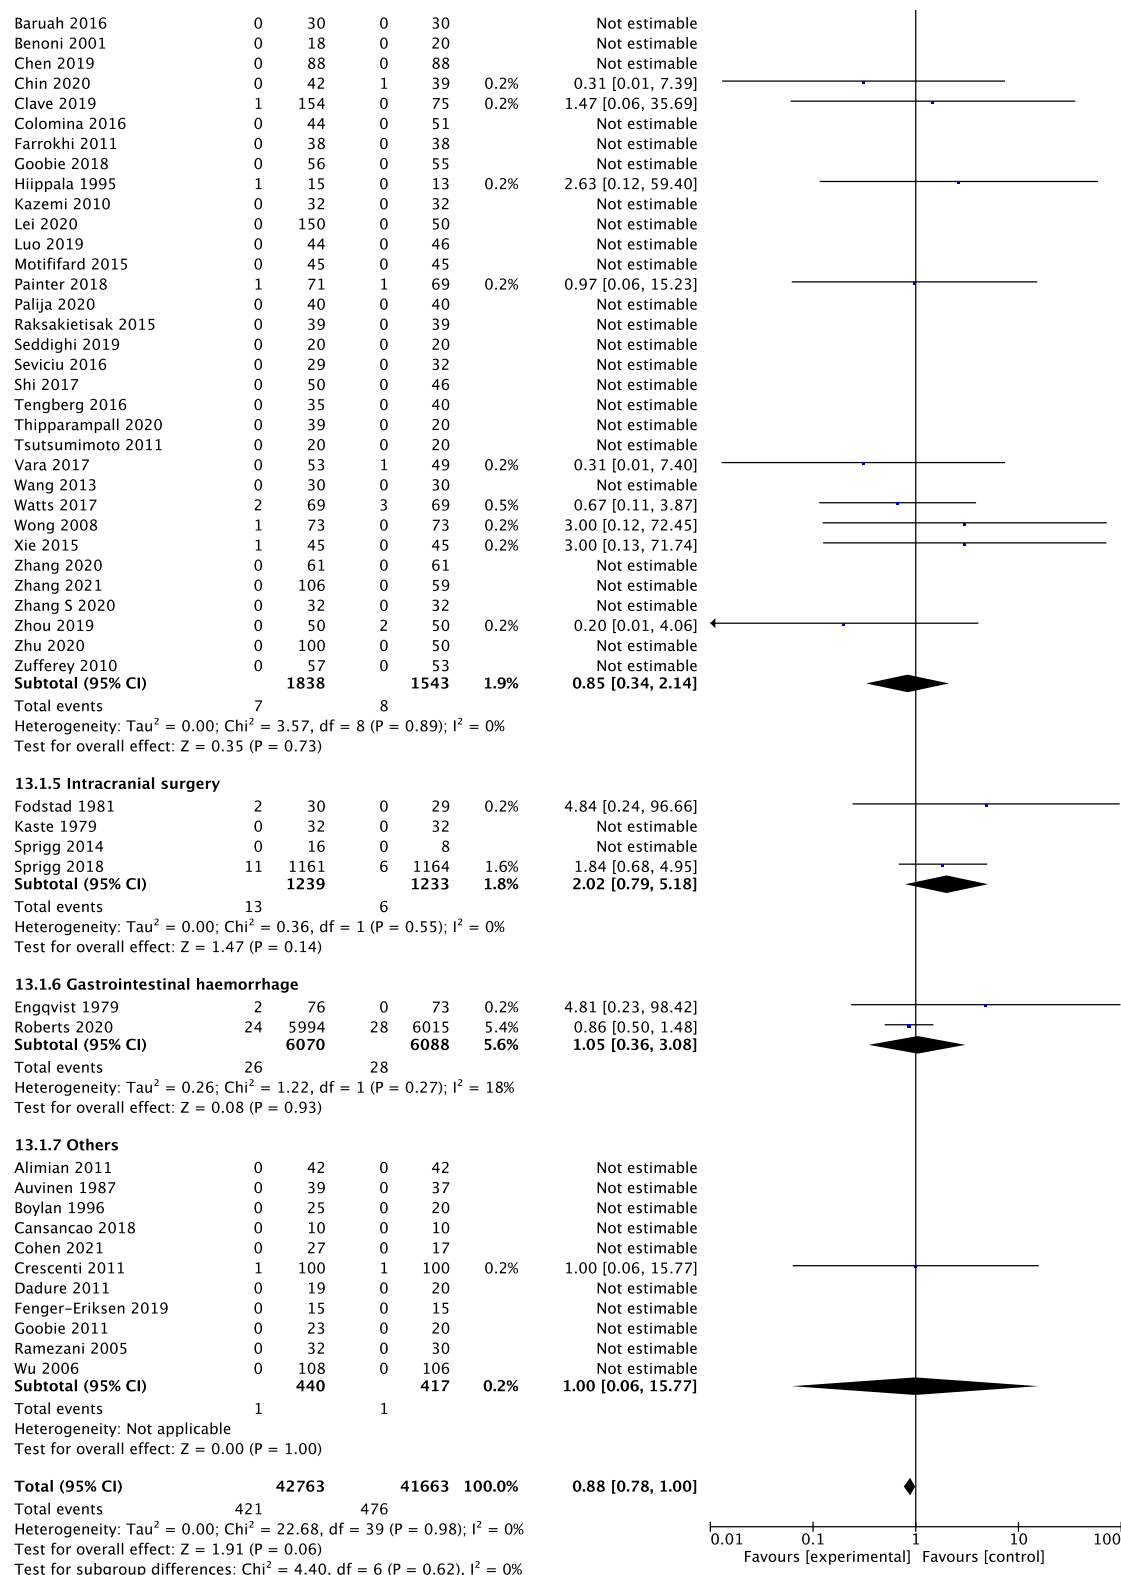 Baruah 2016 0 30 0 30 Not estimable
Benoni 2001 0 18 0 20 Not estimable
Chen 2019 0 88 0 88 Not estimable
Chin 2020 0 42 1 39 0.2% 0.31 [0.01, 7.39]
Clave 2019 1 154 0 75 0.2% 1.47 [0.06, 35.69]
Colomina 2016 0 44 0 51 Not estimable
Farrokhi 2011 0 38 0 38 Not estimable
Goobie 2018 0 56 0 55 Not estimable
Hiippala 1995 1 15 0 13 0.2% 2.63 [0.12, 59.40]
Kazemi 2010 0 32 0 32 Not estimable
Lei 2020 0 150 0 50 Not estimable
Luo 2019 0 44 0 46 Not estimable
Motififard 2015 0 45 0 45 Not estimable
Painter 2018 1 71 1 69 0.2% 0.97 [0.06, 15.23]
Palija 2020 0 40 0 40 Not estimable
Raksakietisak 2015 0 39 0 39 Not estimable
Seddighi 2019 0 20 0 20 Not estimable
Seviciu 2016 0 29 0 32 Not estimable
Shi 2017 0 50 0 46 Not estimable
Tengberg 2016 0 35 0 40 Not estimable
Thipparampall 2020 0 39 0 20 Not estimable
Tsutsumimoto 2011 0 20 0 20 Not estimable
Vara 2017 0 53 1 49 0.2% 0.31 [0.01, 7.40]
Wang 2013 0 30 0 30 Not estimable
Watts 2017 2 69 3 69 0.5% 0.67 [0.11, 3.87]
Wong 2008 1 73 0 73 0.2% 3.00 [0.12, 72.45]
Xie 2015 1 45 0 45 0.2% 3.00 [0.13, 71.74]
Zhang 2020 0 61 0 61 Not estimable
Zhang 2021 0 106 0 59 Not estimable
Zhang S 2020 0 32 0 32 Not estimable
Zhou 2019 0 50 2 50 0.2% 0.20 [0.01, 4.06]
Zhu 2020 0 100 0 50 Not estimable
Zufferey 2010 0 57 0 53 Not estimable
Subtotal (95% CI) 1838 1543 1.9% 0.85 [0.34, 2.14]
Total events 7 8
Heterogeneity: Tau² = 0.00; Chi² = 3.57, df = 8 (P = 0.89); I² = 0%
Test for overall effect: Z = 0.35 (P = 0.73)
13.1.5 Intracranial surgery
Fodstad 1981 2 30 0 29 0.2% 4.84 [0.24, 96.66]
Kaste 1979 0 32 0 32 Not estimable
Sprigg 2014 0 16 0 8 Not estimable
Sprigg 2018 11 1161 6 1164 1.6% 1.84 [0.68, 4.95]
Subtotal (95% CI) 1239 1233 1.8% 2.02 [0.79, 5.18]
Total events 13 6
Heterogeneity: Tau² = 0.00; Chi² = 0.36, df = 1 (P = 0.55); I² = 0%
Test for overall effect: Z = 1.47 (P = 0.14)
13.1.6 Gastrointestinal haemorrhage
Engqvist 1979 2 76 0 73 0.2% 4.81 [0.23, 98.42]
Roberts 2020 24 5994 28 6015 5.4% 0.86 [0.50, 1.48]
Subtotal (95% CI) 6070 6088 5.6% 1.05 [0.36, 3.08]
Total events 26 28
Heterogeneity: Tau² = 0.26; Chi² = 1.22, df = 1 (P = 0.27); I² = 18%
Test for overall effect: Z = 0.08 (P = 0.93)
13.1.7 Others
Alimian 2011 0 42 0 42 Not estimable
Auvinen 1987 0 39 0 37 Not estimable
Boylan 1996 0 25 0 20 Not estimable
Cansancao 2018 0 10 0 10 Not estimable
Cohen 2021 0 27 0 17 Not estimable
Crescenti 2011 1 100 1 100 0.2% 1.00 [0.06, 15.77]
Dadure 2011 0 19 0 20 Not estimable
Fenger-Eriksen 2019 0 15 0 15 Not estimable
Goobie 2011 0 23 0 20 Not estimable
Ramezani 2005 0 32 0 30 Not estimable
Wu 2006 0 108 0 106 Not estimable
Subtotal (95% CI) 440 417 0.2% 1.00 [0.06, 15.77]
Total events 1 1
Heterogeneity: Not applicable
Test for overall effect: Z = 0.00 (P = 1.00)
Total (95% CI) 42763 41663 100.0% 0.88 [0.78, 1.00]
Total events 421 476
Heterogeneity: Tau² = 0.00; Chi² = 22.68, df = 39 (P = 0.98); I² = 0%
Test for overall effect: Z = 1.91 (P = 0.06)
Test for subgroup differences: Chi² = 4.40, df = 6 (P = 0.62), I² = 0%
0.01 0.1 1 10 100
Favours [experimental] Favours [control]